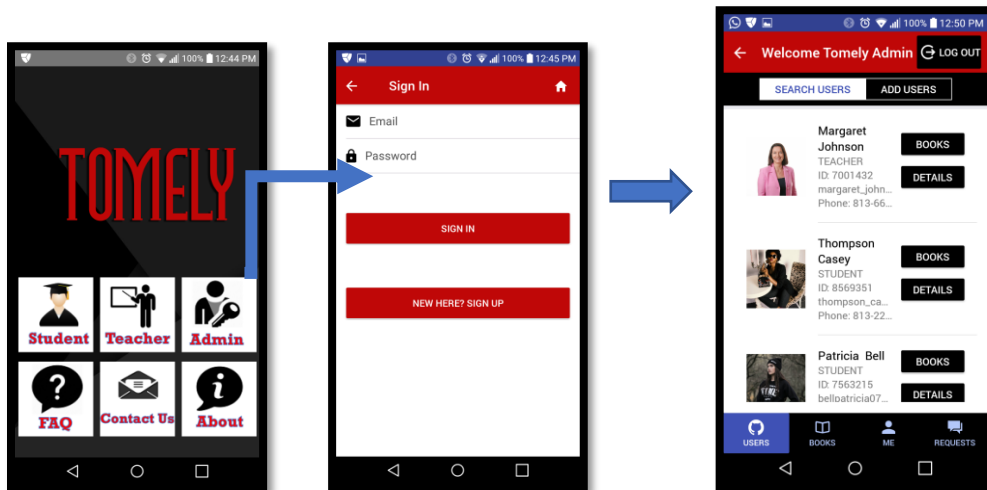 12:44 PM
100%
TOMELY
Student
Teacher
Admin
FAQ
Contact Us
About
100% 12:45 PM
Sign In
Email
Password
SIGN IN
NEW HERE? SIGN UP
100% 12:50 PM
Welcome Tomely Admin LOG OUT
SEARCH USERS ADD USERS
Margaret
Johnson
TEACHER
ID: 7001432
margaret_john...
Phone: 813-66...
BOOKS
DETAILS
Thompson
Casey
STUDENT
ID: 8569351
thompson_ca...
Phone: 813-22...
BOOKS
DETAILS
Patricia Bell
STUDENT
ID: 7563215
bellpatricia07...
BOOKS
DETAILS
USERS BOOKS ME REQUESTS